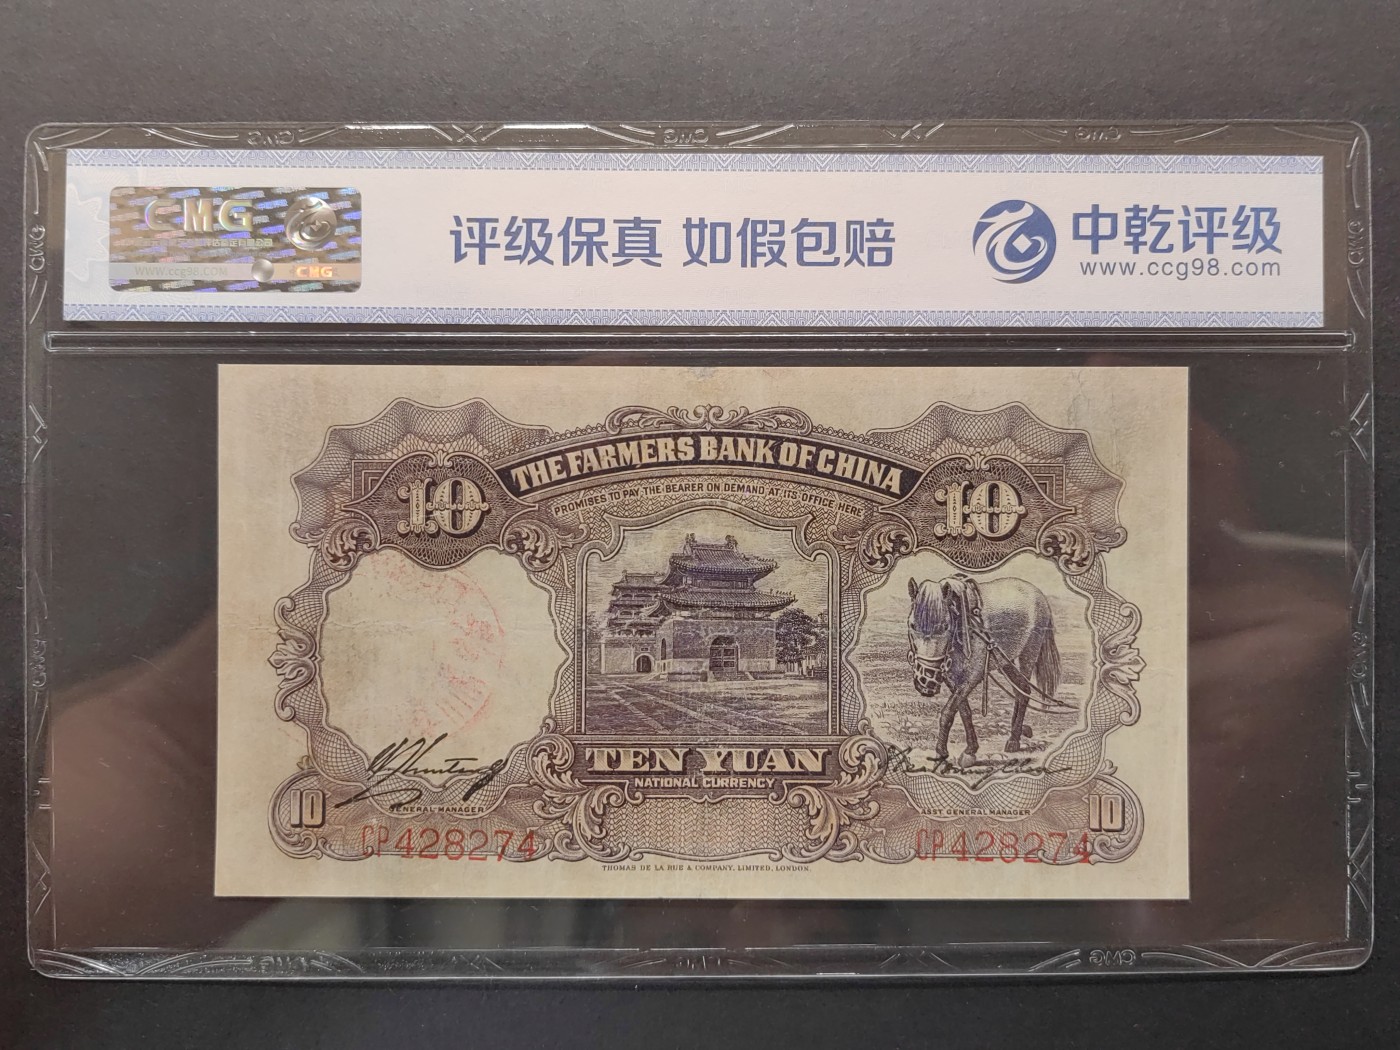 CMG
WWW.ccg98.COM
CMG
评级保真 如假包赔
中乾评级
www.ccg98.com
THE FARMERS BANK OF CHINA
PROMISES TO PAY THE BEARER ON DEMAND AT ITS OFFICE HERE
10
10
TEN YUAN
NATIONAL CURRENCY
GENERAL MANAGER
ASST GENERAL MANAGER
10
10
CP428274
CP428274
THOMAS DE LA RUE & COMPANY, LIMITED, LONDON.